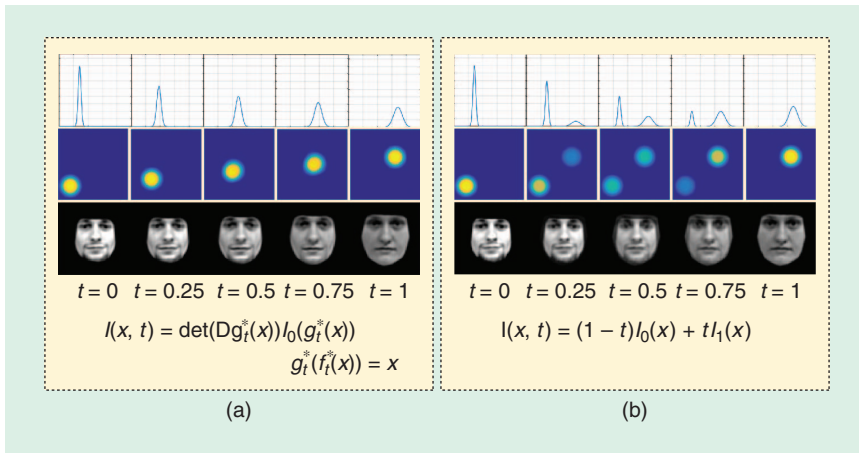 t = 0 t = 0.25 t = 0.5 t = 0.75 t = 1
I(x, t) = det(Dg*t(x))I0(g*t(x))
g*t(f*t(x)) = x
(a)
t = 0 t = 0.25 t = 0.5 t = 0.75 t = 1
I(x, t) = (1 – t)I0(x) + tI1(x)
(b)